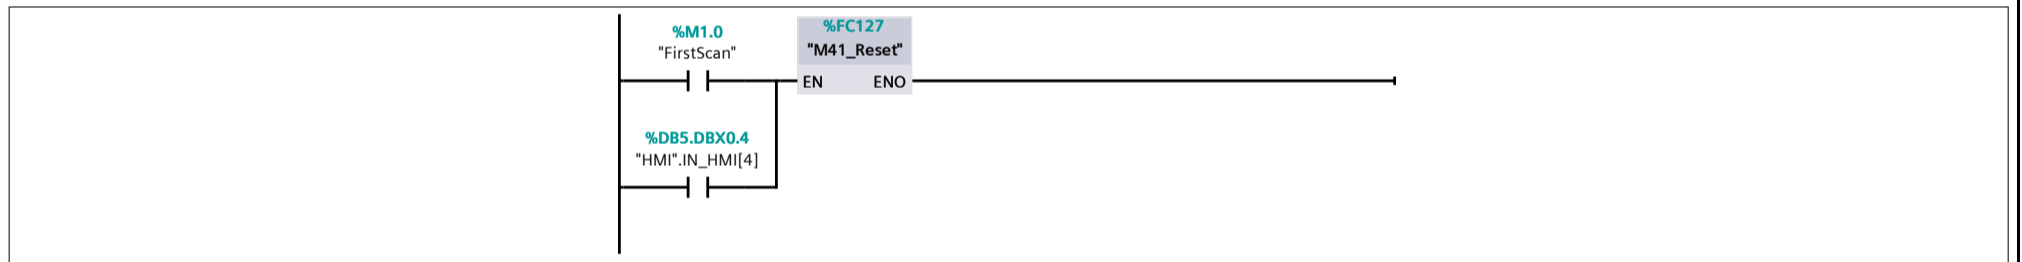 %M1.0
"FirstScan"
%FC127
"M41_Reset"
EN ENO
%DB5.DBX0.4
"HMI".IN_HMI[4]